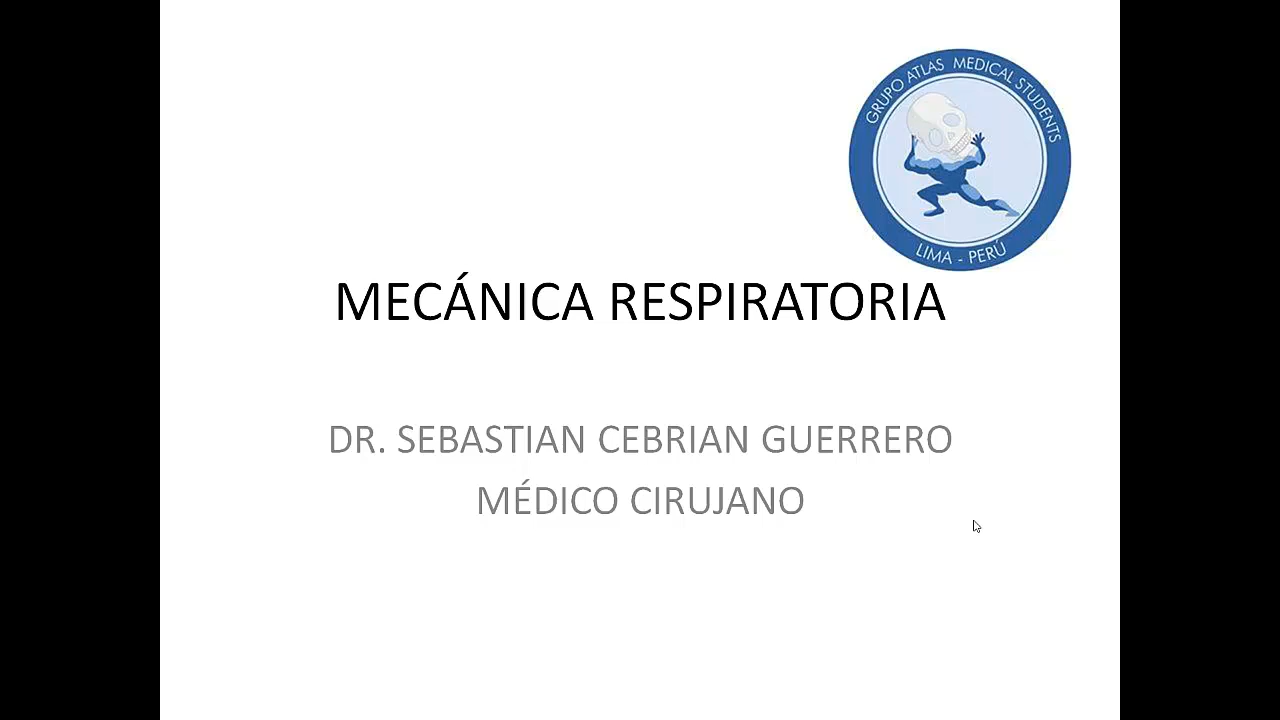 GRUPO ATLAS MEDICAL STUDENTS
LIMA - PERÚ
MECÁNICA RESPIRATORIA
DR. SEBASTIAN CEBRIAN GUERRERO
MÉDICO CIRUJANO